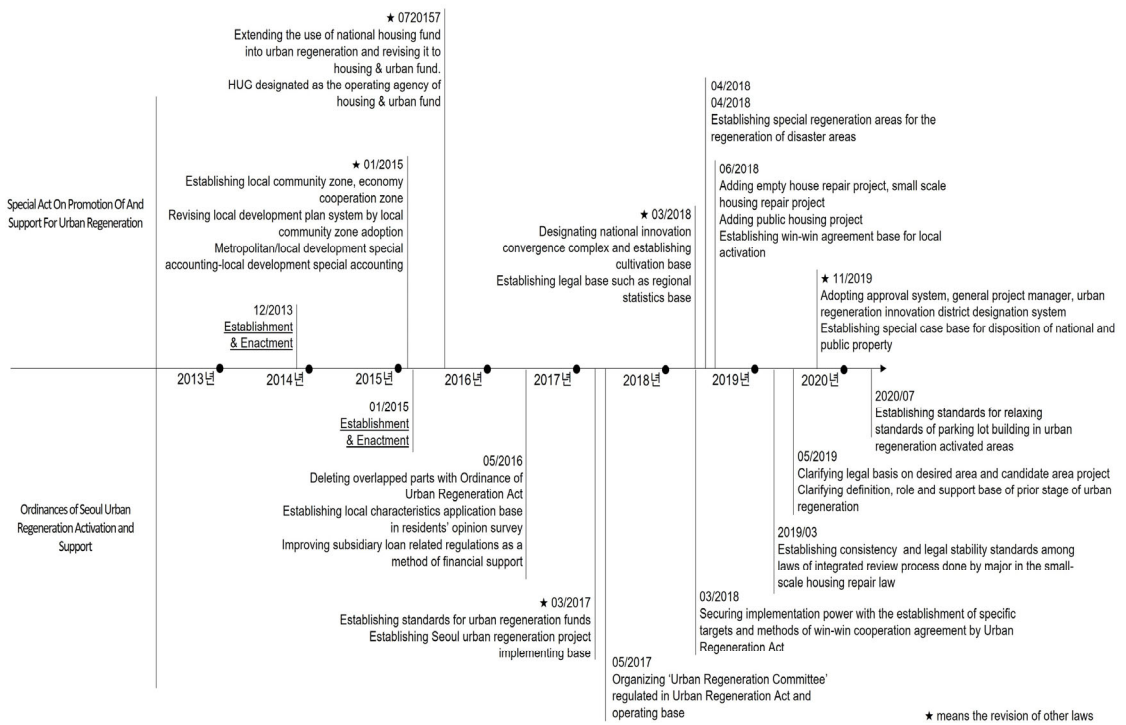 ★ 0720157
Extending the use of national housing fund
into urban regeneration and revising it to
housing & urban fund.
HUG designated as the operating agency of
housing & urban fund
04/2018
04/2018
Establishing special regeneration areas for the
regeneration of disaster areas
★ 01/2015
Establishing local community zone, economy
cooperation zone
Revising local development plan system by local
community zone adoption
Metropolitan/local development special
accounting-local development special accounting
06/2018
Adding empty house repair project, small scale
housing repair project
Adding public housing project
Establishing win-win agreement base for local
activation
Special Act On Promotion Of And
Support For Urban Regeneration
★ 03/2018
Designating national innovation
convergence complex and establishing
cultivation base
Establishing legal base such as regional
statistics base
★ 11/2019
Adopting approval system, general project manager, urban
regeneration innovation district designation system
Establishing special case base for disposition of national and
public property
12/2013
Establishment
& Enactment
2013년
2014년
2015년
2016년
2017년
2018년
2019년
2020년
01/2015
Establishment
& Enactment
2020/07
Establishing standards for relaxing
standards of parking lot building in urban
regeneration activated areas
05/2016
Deleting overlapped parts with Ordinance of
Urban Regeneration Act
Establishing local characteristics application base
in residents' opinion survey
Improving subsidiary loan related regulations as a
method of financial support
05/2019
Clarifying legal basis on desired area and candidate area project
Clarifying definition, role and support base of prior stage of urban
regeneration
Ordinances of Seoul Urban
Regeneration Activation and
Support
2019/03
Establishing consistency and legal stability standards among
laws of integrated review process done by major in the small-
scale housing repair law
★ 03/2017
Establishing standards for urban regeneration funds
Establishing Seoul urban regeneration project
implementing base
03/2018
Securing implementation power with the establishment of specific
targets and methods of win-win cooperation agreement by Urban
Regeneration Act
05/2017
Organizing 'Urban Regeneration Committee'
regulated in Urban Regeneration Act and
operating base
★ means the revision of other laws